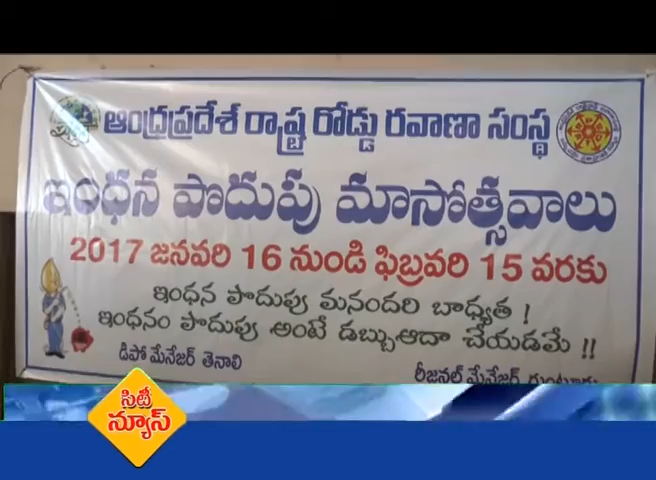 ఆంధ్రప్రదేశ్ రాష్ట్ర రోడ్డు రవాణా సంస్థ
ఇంధన పొదుపు మాసోత్సవాలు
2017 జనవరి 16 నుండి ఫిబ్రవరి 15 వరకు
ఇంధన పొదుపు మనందరి బాధ్యత !
ఇంధనం పొదుపు అంటే డబ్బుఆదా చేయడమే !!
డిపో మేనేజర్ తెనాలి
రీజనల్ మేనేజర్ గుంటూరు
సిటీ
న్యూస్